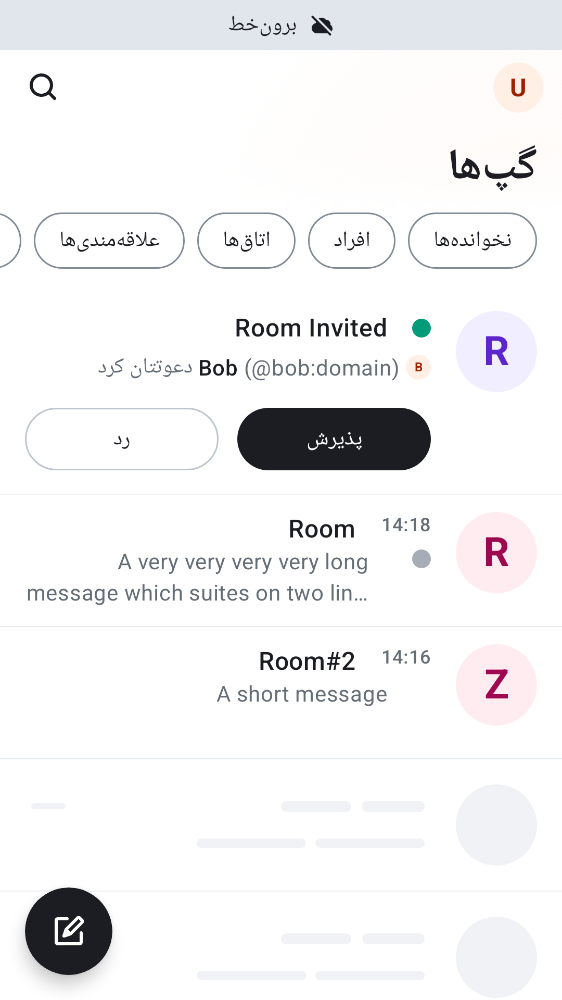 برون‌خط
U
گپ‌ها
نخوانده‌ها
افراد
اتاق‌ها
علاقه‌مندی‌ها
R
Room Invited
B
Bob (@bob:domain) دعوتتان کرد
پذیرش
رد
R
14:18
Room
A very very very very long
message which suites on two lin…
Z
14:16
Room#2
A short message